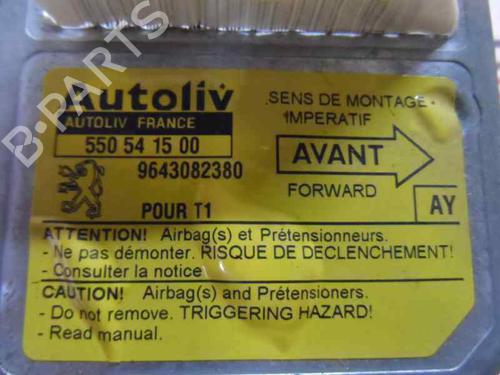 Autoliv
AUTOLIV FRANCE
550 54 15 00
9643082380
POUR T1
SENS DE MONTAGE
IMPERATIF
AVANT
FORWARD
AY
ATTENTION! Airbag(s) et Prétensionneurs.
- Ne pas démonter. RISQUE DE DECLENCHEMENT!
- Consulter la notice
CAUTION! Airbag(s) and Prétensioners.
- Do not remove. TRIGGERING HAZARD!
- Read manual.
B-PARTS